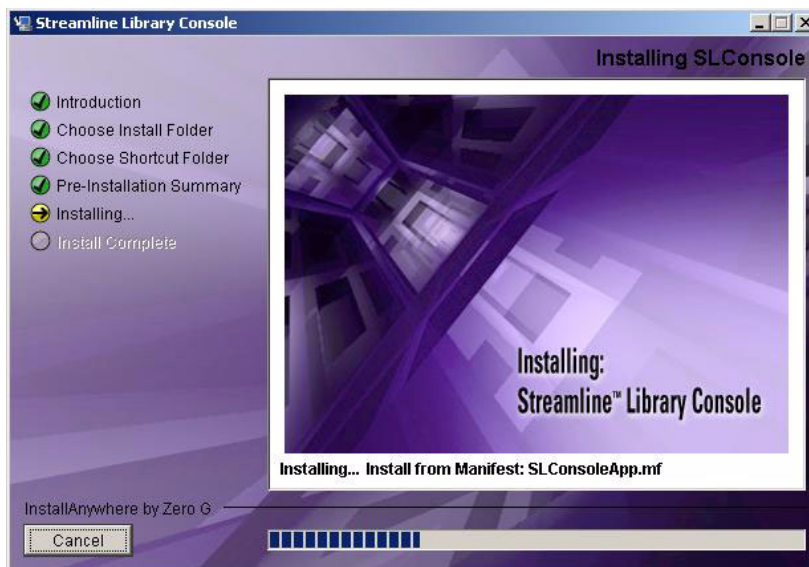 Streamline Library Console
Installing SLConsole
Introduction
Choose Install Folder
Choose Shortcut Folder
Pre-Installation Summary
Installing...
Install Complete
Installing:
Streamline™ Library Console
Installing... Install from Manifest: SLConsoleApp.mf
InstallAnywhere by Zero G
Cancel